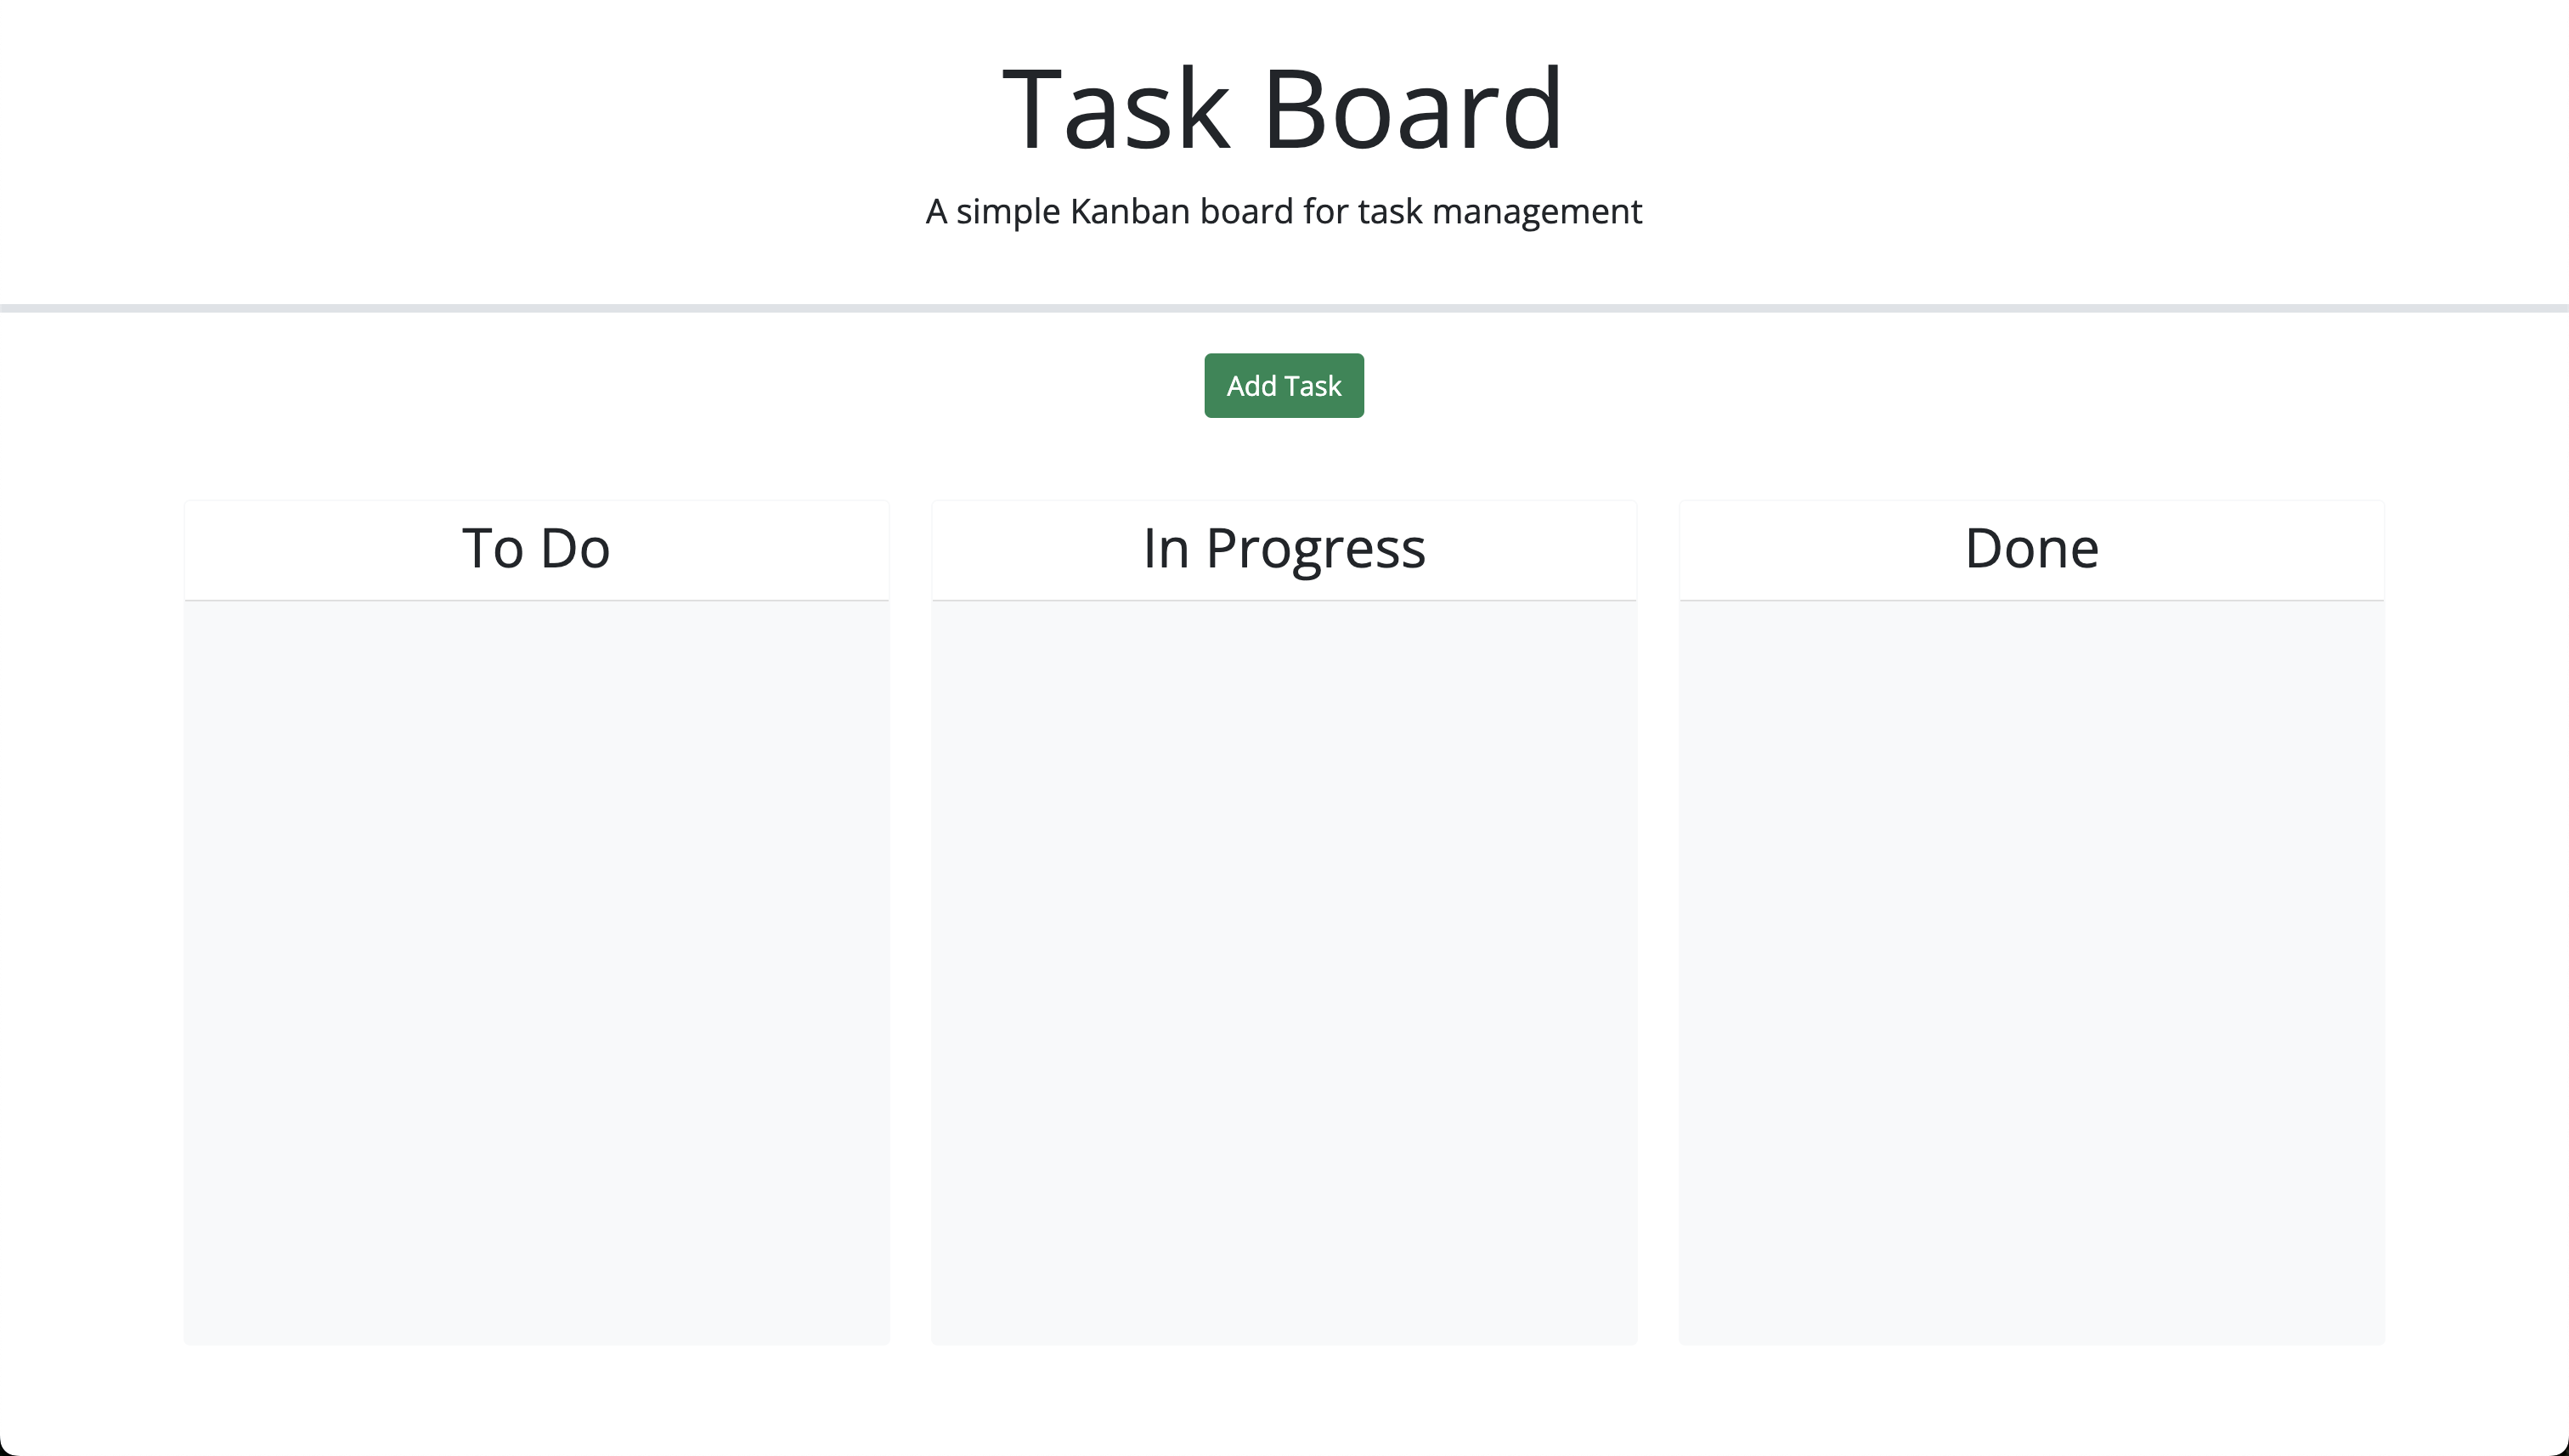 Task Board
A simple Kanban board for task management
Add Task
To Do
In Progress
Done